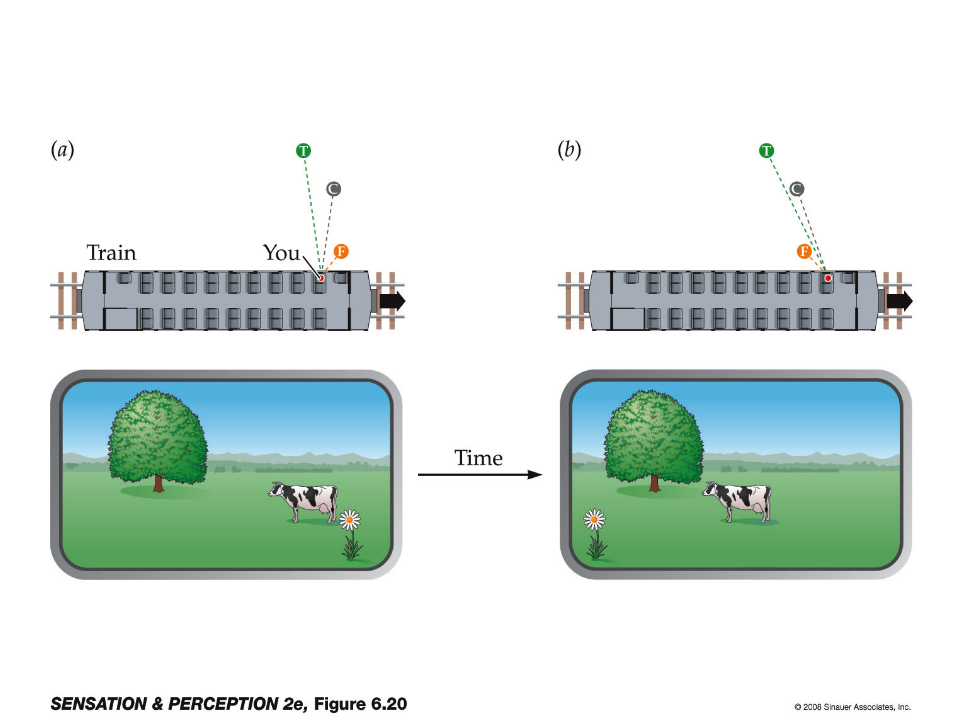 (a)
(b)
T
T
C
C
Train
You
F
F
Time
SENSATION & PERCEPTION 2e, Figure 6.20
© 2008 Sinauer Associates, Inc.